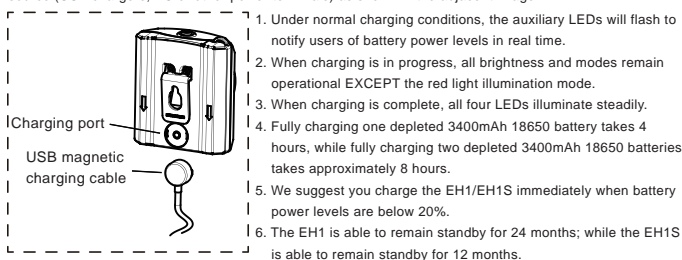 1. Under normal charging conditions, the auxiliary LEDs will flash to
notify users of battery power levels in real time.
2. When charging is in progress, all brightness and modes remain
operational EXCEPT the red light illumination mode.
3. When charging is complete, all four LEDs illuminate steadily.
4. Fully charging one depleted 3400mAh 18650 battery takes 4
hours, while fully charging two depleted 3400mAh 18650 batteries
takes approximately 8 hours.
5. We suggest you charge the EH1/EH1S immediately when battery
power levels are below 20%.
6. The EH1 is able to remain standby for 24 months; while the EH1S
is able to remain standby for 12 months.
Charging port
USB magnetic
charging cable